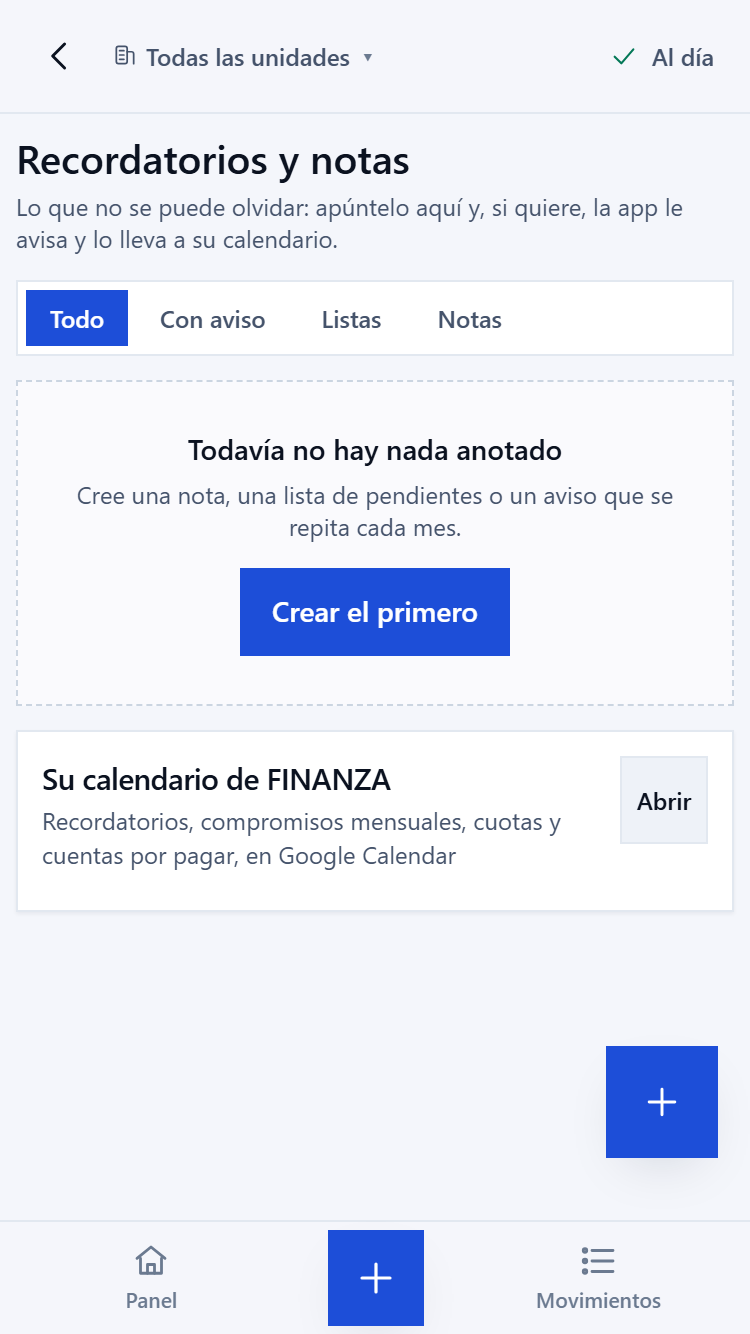 Todas las unidades ▾
Al día
Recordatorios y notas
Lo que no se puede olvidar: apúntelo aquí y, si quiere, la app le
avisa y lo lleva a su calendario.
Todo
Con aviso
Listas
Notas
Todavía no hay nada anotado
Cree una nota, una lista de pendientes o un aviso que se
repita cada mes.
Crear el primero
Su calendario de FINANZA
Abrir
Recordatorios, compromisos mensuales, cuotas y
cuentas por pagar, en Google Calendar
Panel
Movimientos